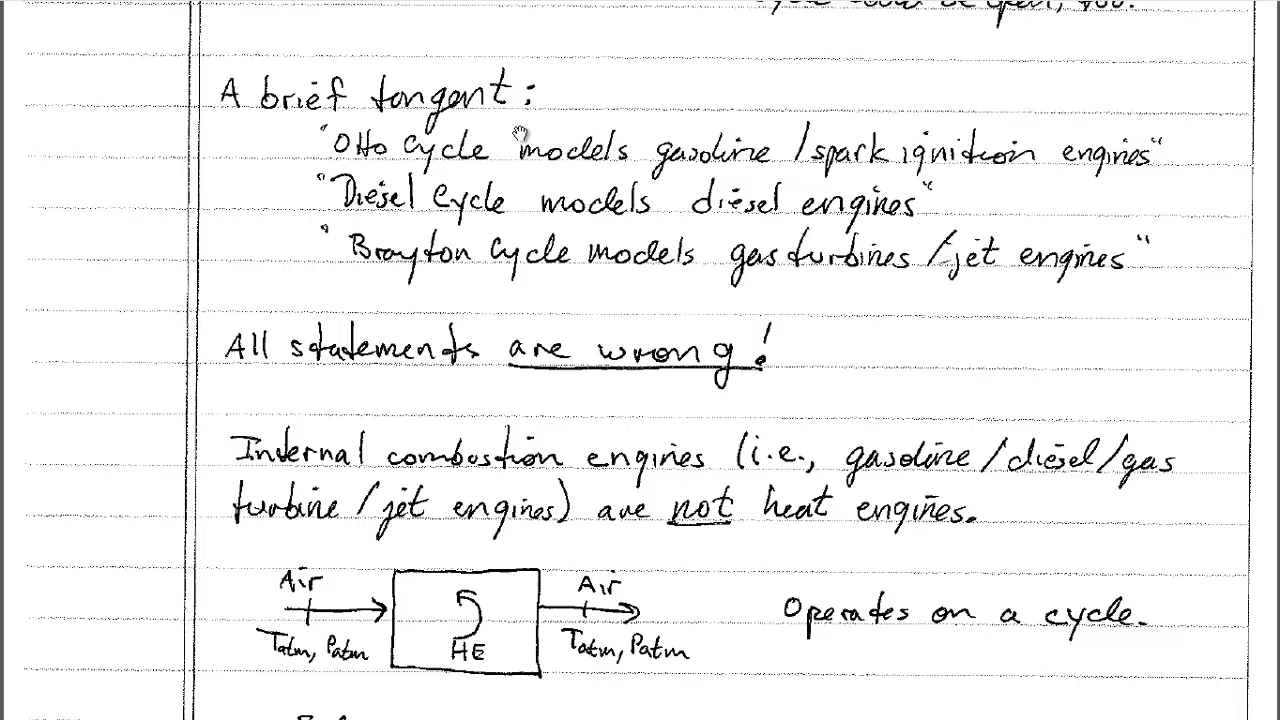 A brief tangent:
"Otto cycle models gasoline/spark ignition engines"
"Diesel Cycle models diesel engines"
"Brayton Cycle models gas turbines/jet engines"
All statements are wrong!
Internal combustion engines (i.e., gasoline/diesel/gas
turbine/jet engines) are not heat engines.
Air
Air
HE
Operates on a cycle.
Tatm, Patm
Tatm, Patm